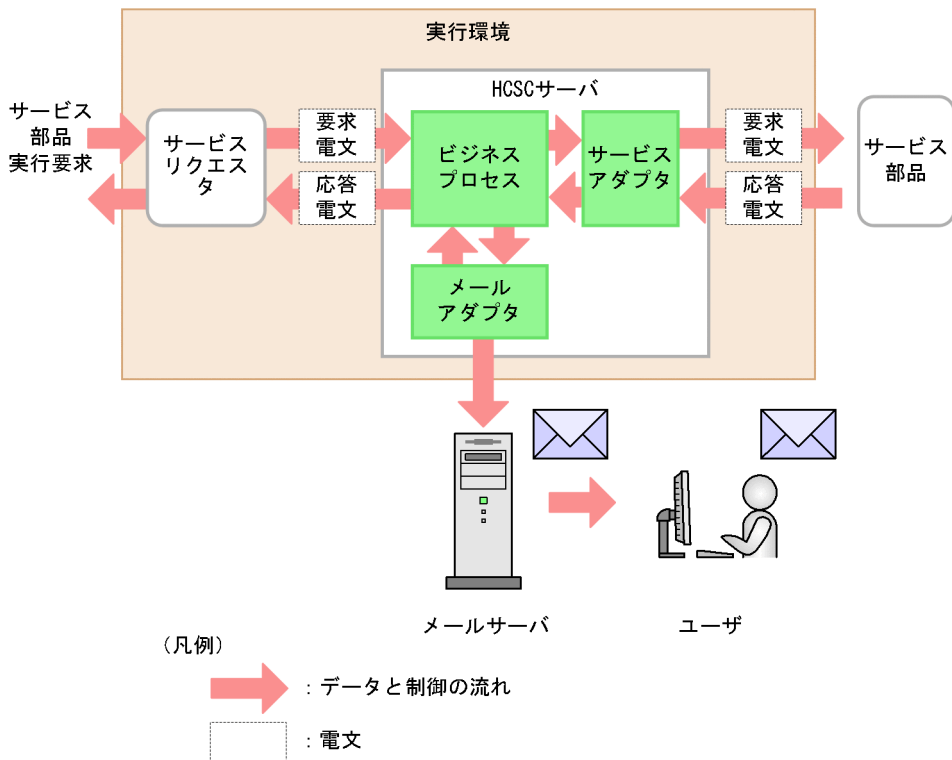 実行環境
HCSCサーバ
サービス
部品
実行要求
サービス
リクエス
タ
要求
電文
応答
電文
ビジネス
プロセス
サービス
アダプタ
要求
電文
応答
電文
サービス
部品
メール
アダプタ
メールサーバ
ユーザ
(凡例)
：データと制御の流れ
：電文